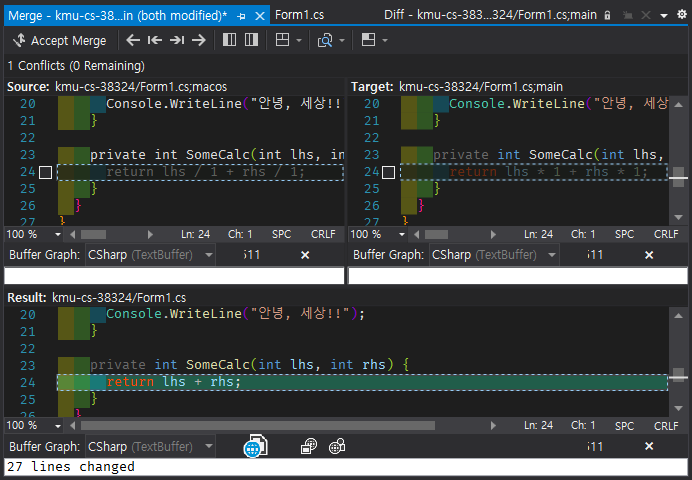 Merge - kmu-cs-38...in (both modified)* Form1.cs Diff - kmu-cs-383...324/Form1.cs;main
Accept Merge
1 Conflicts (0 Remaining)
Source: kmu-cs-38324/Form1.cs;macos
20 Console.WriteLine("안녕, 세상!!
21 }
22
23 private int SomeCalc(int lhs, in
24 return lhs / 1 + rhs / 1;
25 }
26 }
27 }
100 % Ln: 24 Ch: 1 SPC CRLF
Buffer Graph: CSharp (TextBuffer) 511
Target: kmu-cs-38324/Form1.cs;main
20 Console.WriteLine("안녕, 세상
21 }
22
23 private int SomeCalc(int lhs,
24 return lhs * 1 + rhs * 1;
25 }
26 }
27 }
100 % Ln: 24 Ch: 1 SPC CRLF
Buffer Graph: CSharp (TextBuffer) 511
Result: kmu-cs-38324/Form1.cs
20 Console.WriteLine("안녕, 세상!!");
21 }
22
23 private int SomeCalc(int lhs, int rhs) {
24 return lhs + rhs;
25 }
26 }
100 % Ln: 24 Ch: 1 SPC CRLF
Buffer Graph: CSharp (TextBuffer) 511
27 lines changed